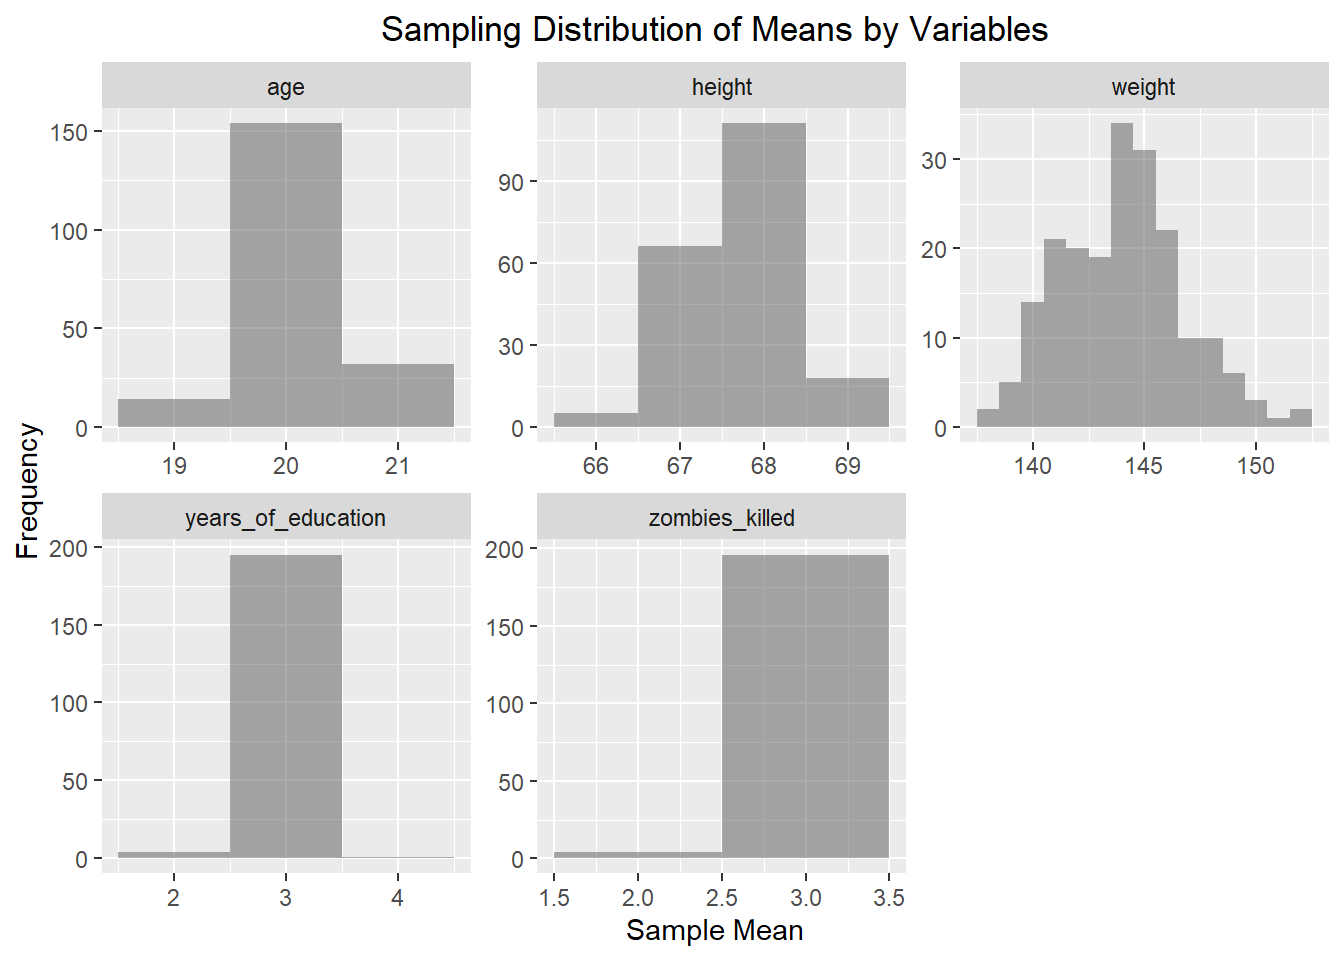 Sampling Distribution of Means by Variables
age
height
weight
150
100
50
0
19 20 21
90
60
30
0
66 67 68 69
30
20
10
0
140 145 150
Frequency
years_of_education
zombies_killed
200
150
100
50
0
2 3 4
200
150
100
50
0
1.5 2.0 2.5 3.0 3.5
Sample Mean